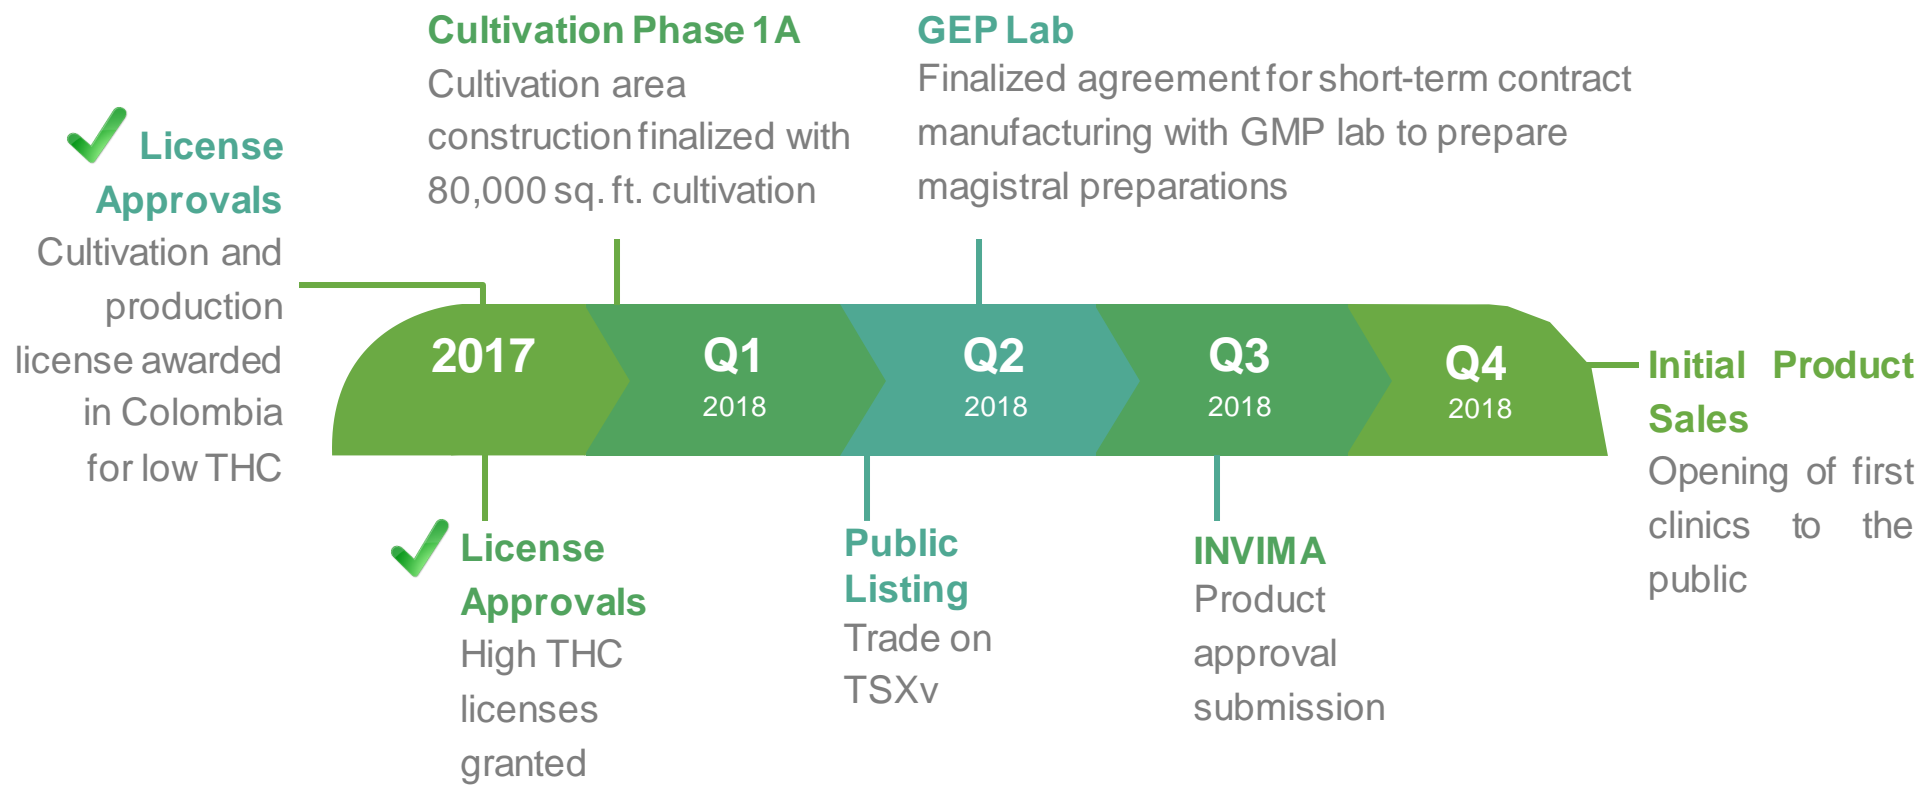 Cultivation Phase 1A
Cultivation area
construction finalized with
80,000 sq. ft. cultivation
GEP Lab
Finalized agreement for short-term contract
manufacturing with GMP lab to prepare
magistral preparations
License
Approvals
Cultivation and
production
license awarded
in Colombia
for low THC
2017
Q1
2018
Q2
2018
Q3
2018
Q4
2018
Initial Product
Sales
Opening of first
clinics to the
public
License
Approvals
High THC
licenses
granted
Public
Listing
Trade on
TSXv
INVIMA
Product
approval
submission